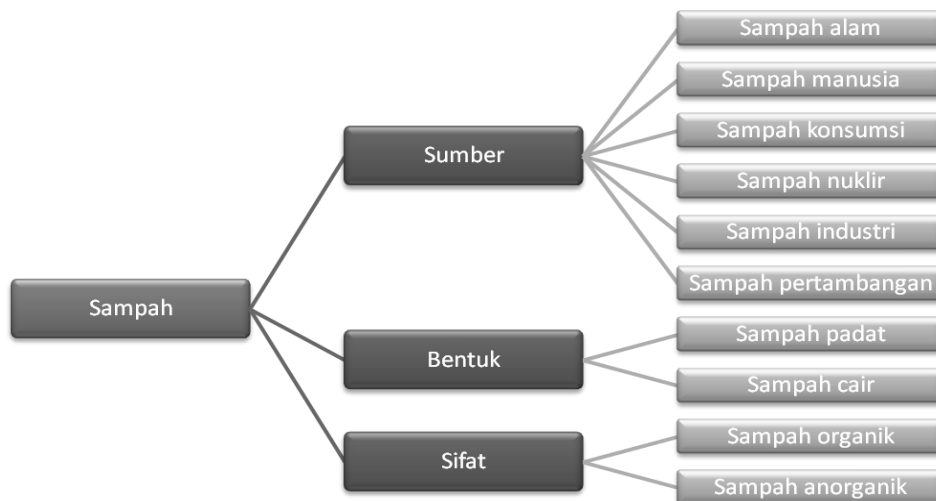 Sampah
Sumber
Sampah alam
Sampah manusia
Sampah konsumsi
Sampah nuklir
Sampah industri
Sampah pertambangan
Bentuk
Sampah padat
Sampah cair
Sifat
Sampah organik
Sampah anorganik